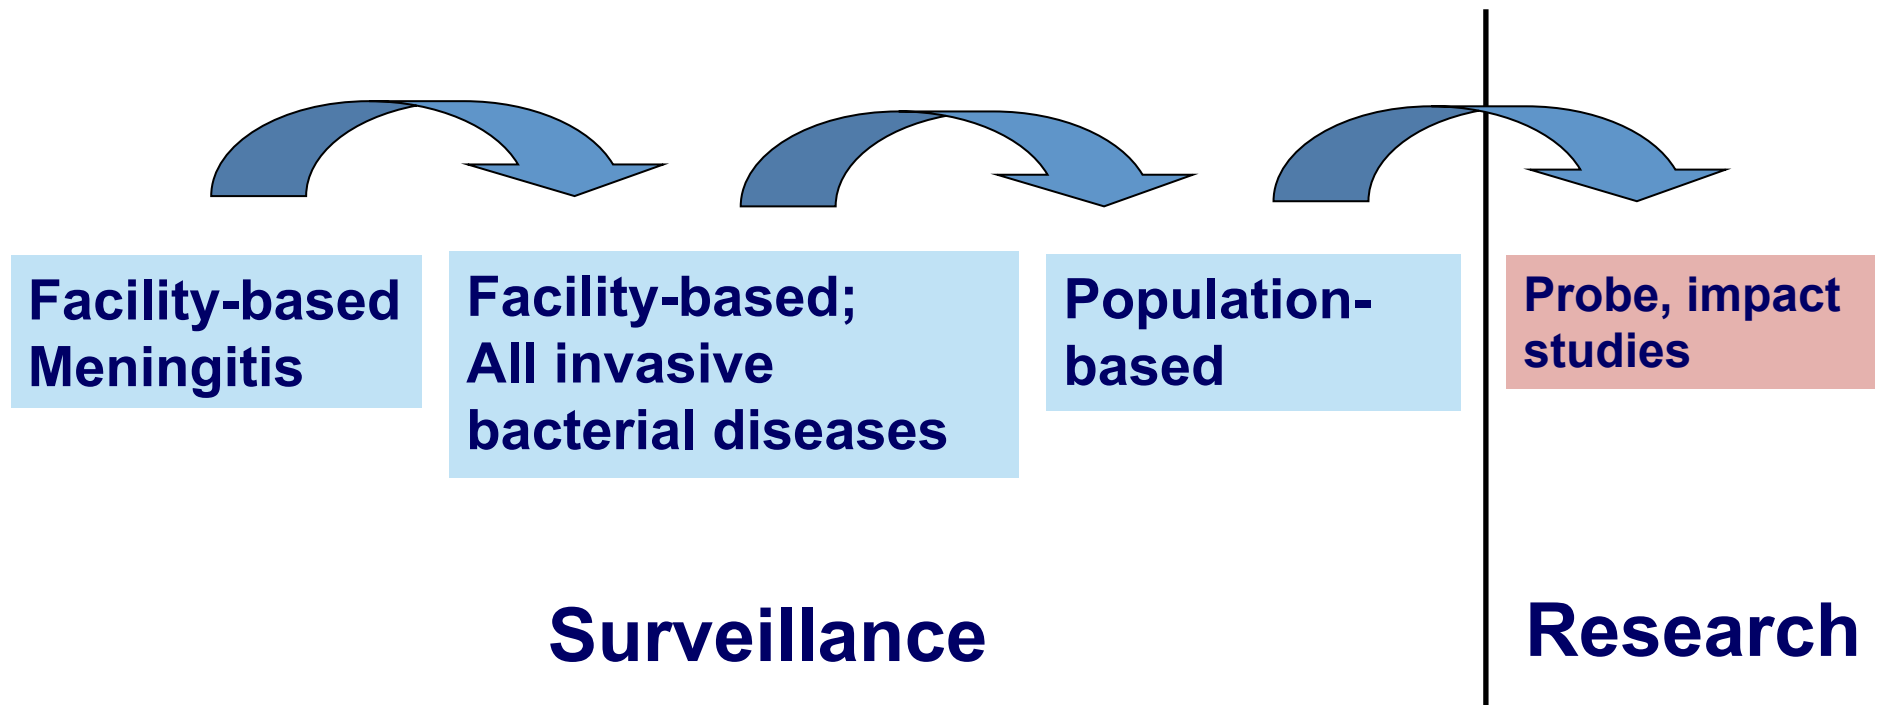 Facility-based
Meningitis
Facility-based;
All invasive
bacterial diseases
Population-
based
Probe, impact
studies
Surveillance
Research